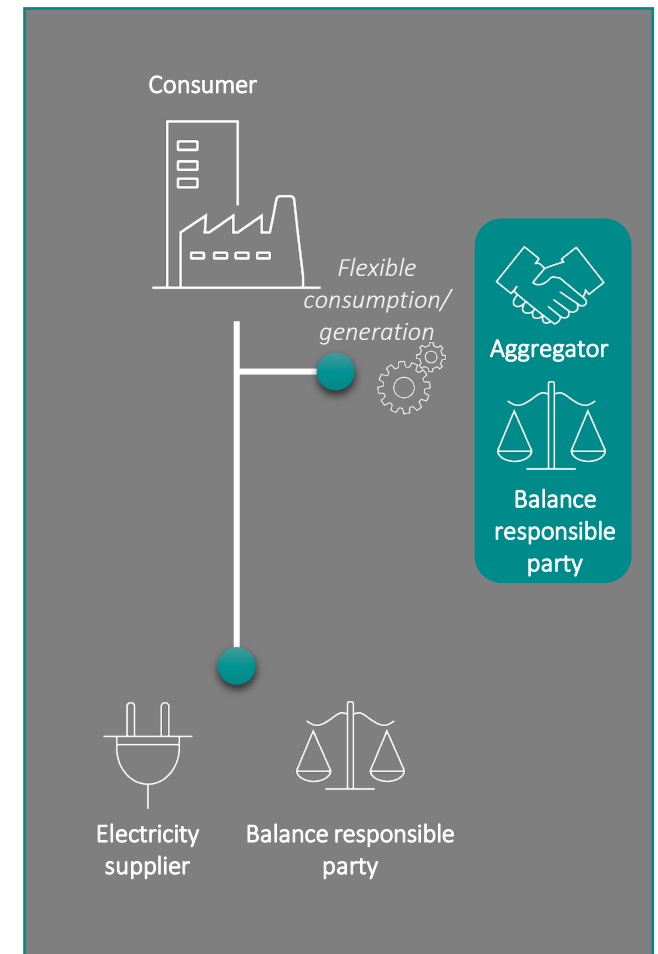 Consumer
Flexible
consumption/
generation
Aggregator
Balance
responsible
party
Electricity
supplier
Balance responsible
party